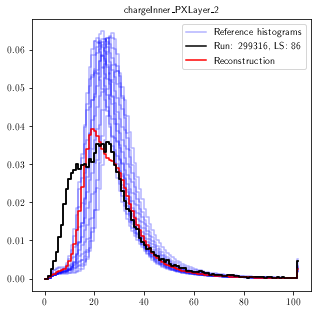 chargeInner_PXLayer_2
Reference histograms
Run: 299316, LS: 86
Reconstruction
0.06
0.05
0.04
0.03
0.02
0.01
0.00
0 20 40 60 80 100